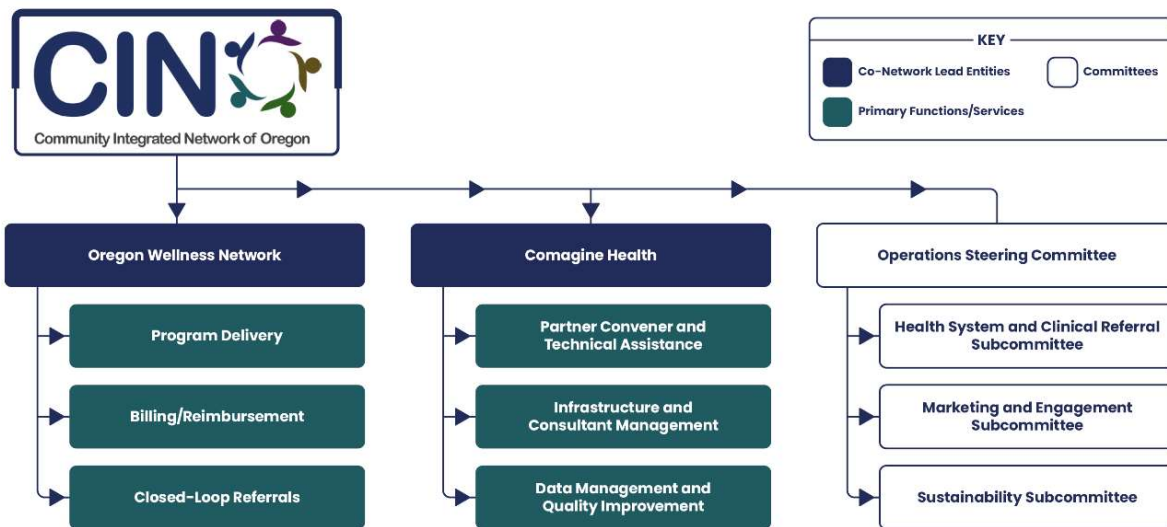 CIN
Community Integrated Network of Oregon
KEY
Co-Network Lead Entities
Committees
Primary Functions/Services
Oregon Wellness Network
Comagine Health
Operations Steering Committee
Program Delivery
Partner Convener and
Technical Assistance
Health System and Clinical Referral
Subcommittee
Billing/Reimbursement
Infrastructure and
Consultant Management
Marketing and Engagement
Subcommittee
Closed-Loop Referrals
Data Management and
Quality Improvement
Sustainability Subcommittee